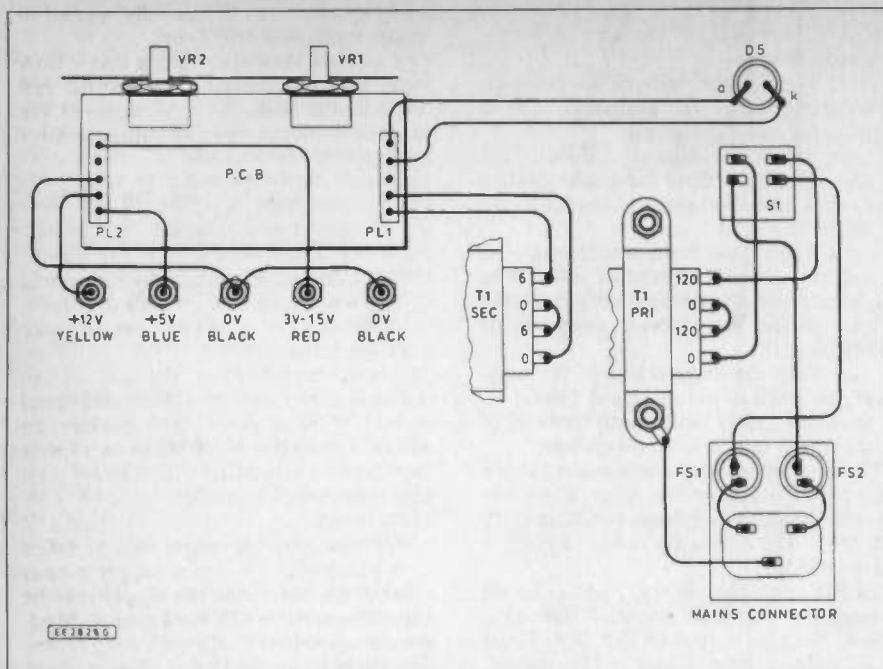 VR2
VR1
D5
a
k
P.C.B
S1
PL2
PL1
T1
SEC
6
0
6
0
T1
PRI
120
0
120
0
+12V
YELLOW
+5V
BLUE
0V
BLACK
3V-15V
RED
0V
BLACK
FS1
FS2
MAINS CONNECTOR
EE2828G